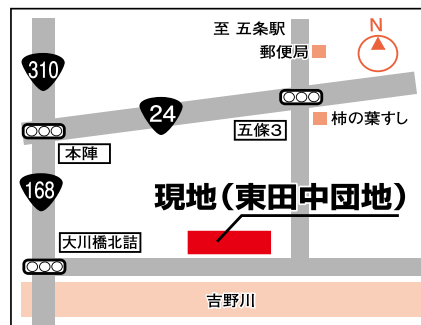 至 五条駅
郵便局
N
310
24
五條3
柿の葉すし
本陣
168
現地(東田中団地)
大川橋北詰
吉野川